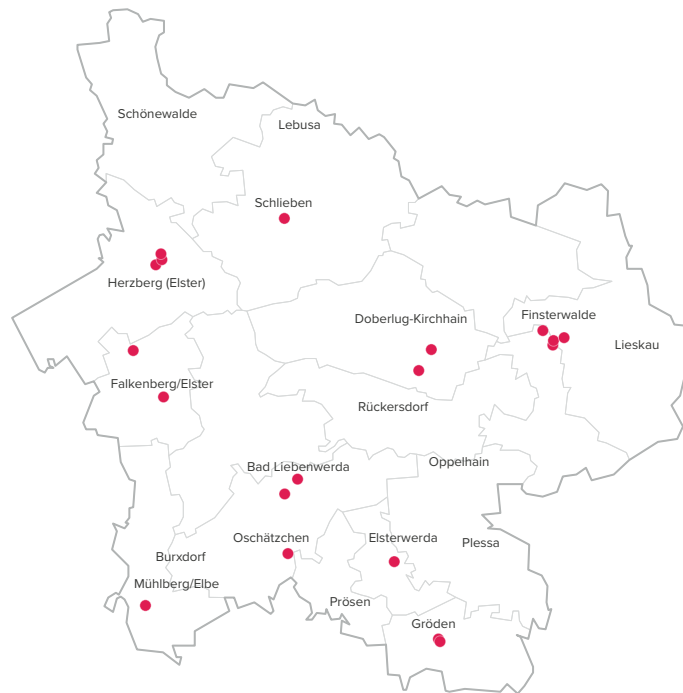 Schönewalde
Lebusa
Schlieben
Herzberg (Elster)
Finsterwalde
Doberlug-Kirchhain
Lieskau
Falkenberg/Elster
Rückersdorf
Oppelhain
Bad Liebenwerda
Oschätzchen
Elsterwerda
Plessa
Burxdorf
Mühlberg/Elbe
Prösen
Gröden